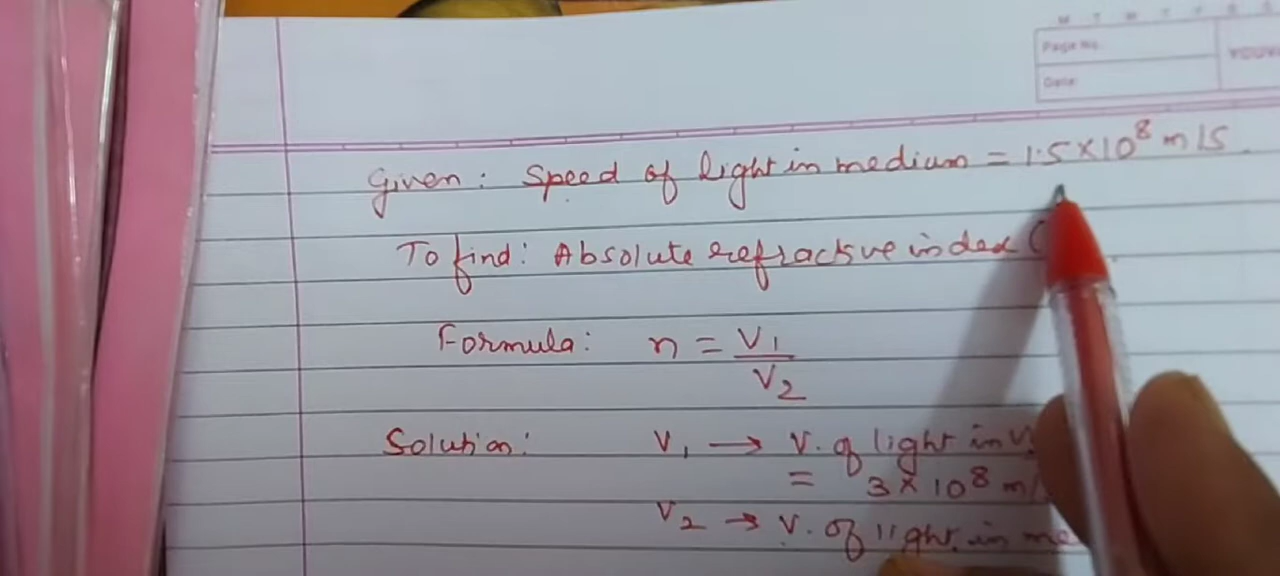 M T W T F S S
Page No.
Date:
YOUVA
Given: Speed of light in medium = 1.5×10⁸ m/s.
To find: Absolute refractive index (
Formula: n = V₁/V₂
Solution: V₁ → V. of light in
= 3×10⁸ m/
V₂ → V. of light in